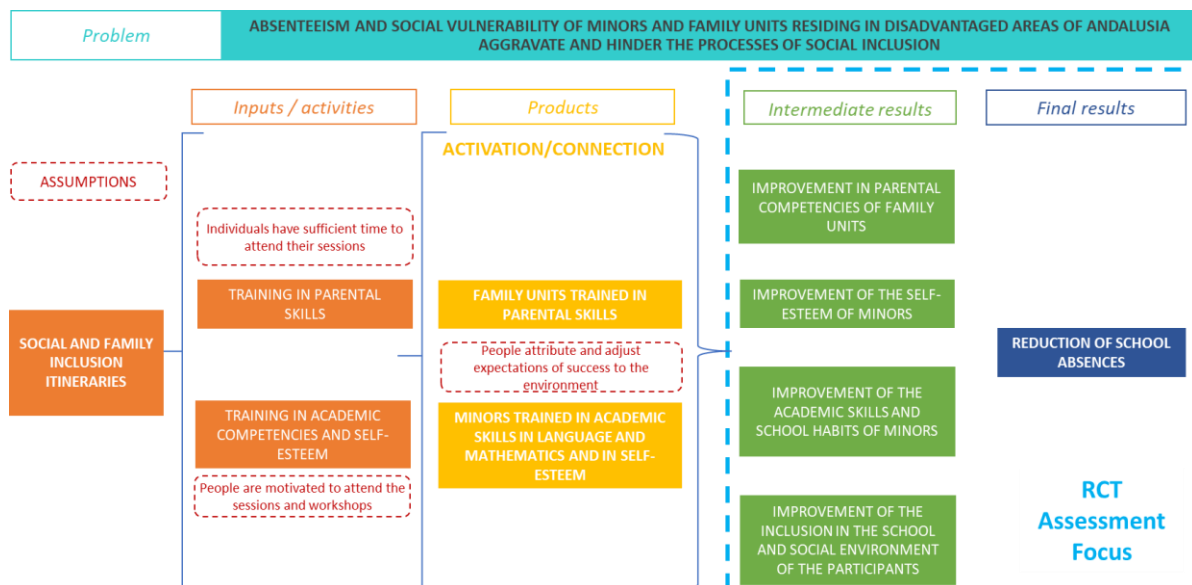 Problem
ABSENTEEISM AND SOCIAL VULNERABILITY OF MINORS AND FAMILY UNITS RESIDING IN DISADVANTAGED AREAS OF ANDALUSIA
AGGRAVATE AND HINDER THE PROCESSES OF SOCIAL INCLUSION
Inputs / activities
Products
Intermediate results
Final results
ASSUMPTIONS
SOCIAL AND FAMILY
INCLUSION
ITINERARIES
Individuals have sufficient time to
attend their sessions
TRAINING IN PARENTAL
SKILLS
TRAINING IN ACADEMIC
COMPETENCIES AND SELF-
ESTEEM
People are motivated to attend the
sessions and workshops
ACTIVATION/CONNECTION
FAMILY UNITS TRAINED IN
PARENTAL SKILLS
People attribute and adjust
expectations of success to the
environment
MINORS TRAINED IN ACADEMIC
SKILLS IN LANGUAGE AND
MATHEMATICS AND IN SELF-
ESTEEM
IMPROVEMENT IN PARENTAL
COMPETENCIES OF FAMILY
UNITS
IMPROVEMENT OF THE SELF-
ESTEEM OF MINORS
IMPROVEMENT OF THE
ACADEMIC SKILLS AND
SCHOOL HABITS OF MINORS
IMPROVEMENT OF THE
INCLUSION IN THE SCHOOL
AND SOCIAL ENVIRONMENT
OF THE PARTICIPANTS
REDUCTION OF SCHOOL
ABSENCES
RCT
Assessment
Focus